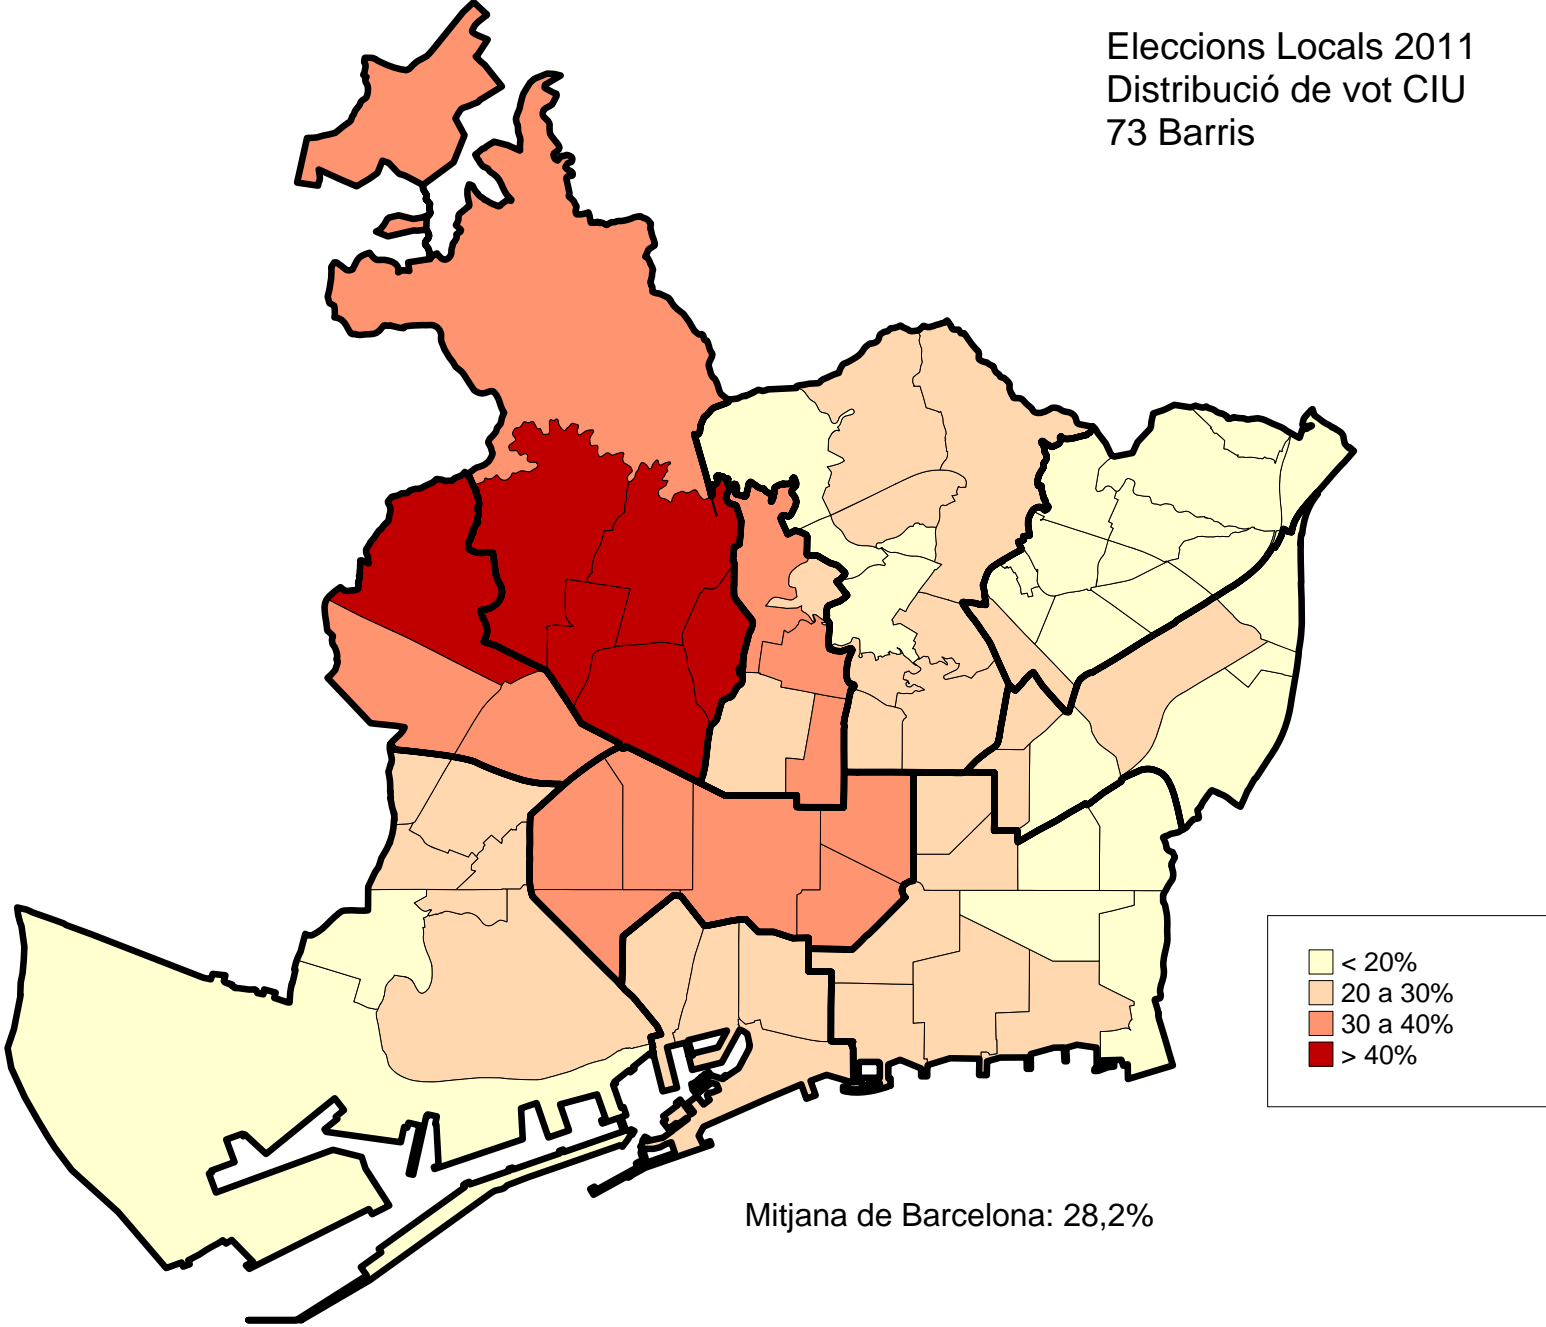 Eleccions Locals 2011
Distribució de vot CIU
73 Barris
< 20%
20 a 30%
30 a 40%
> 40%
Mitjana de Barcelona: 28,2%